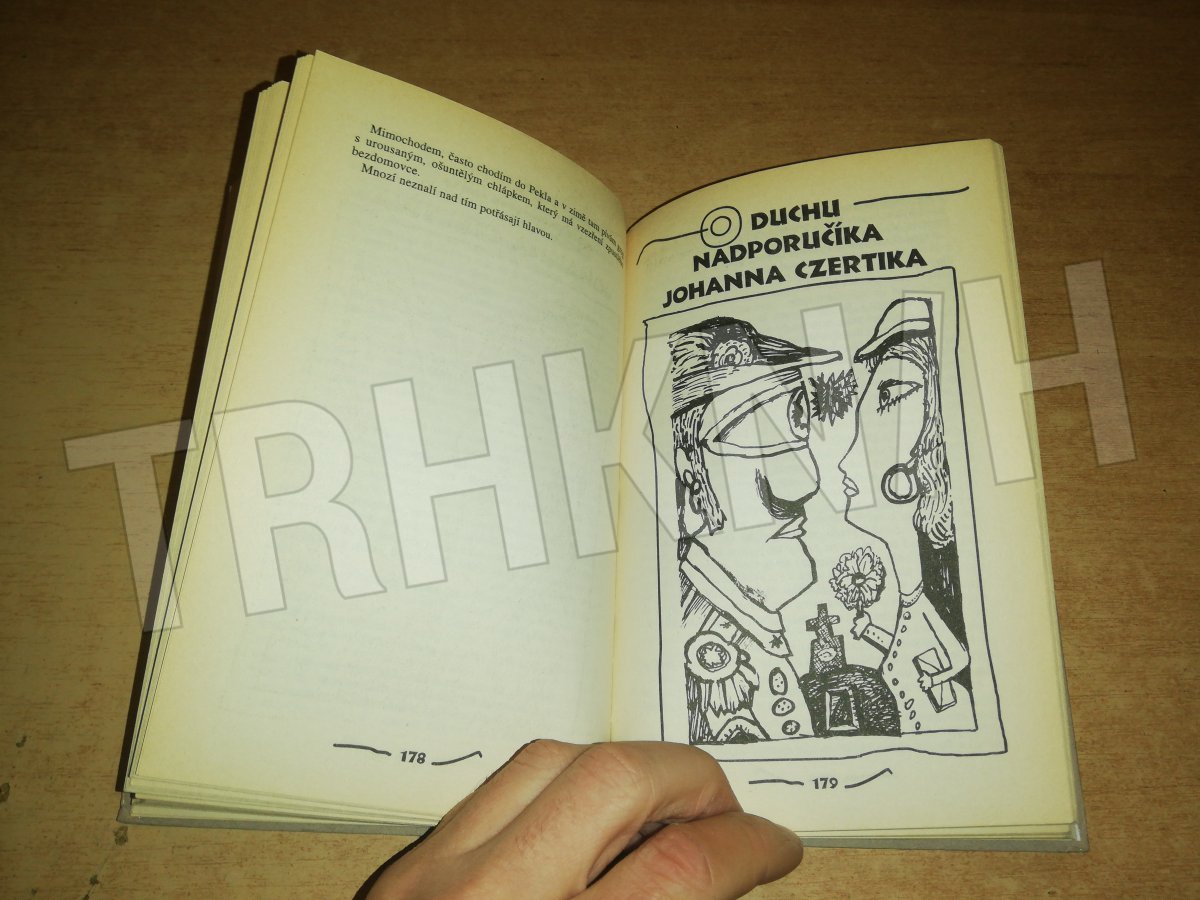 Mimochodem, často chodím do Pekla a v zimě tam
s urousaným, ošuntělým chlápkem, který má vzezření
bezdomovce.
Mnozí neznalí nad tím potřásají hlavou.
178
O DUCHU
NADPORUČÍKA
JOHANNA CZERTIKA
179
TRHKNIH